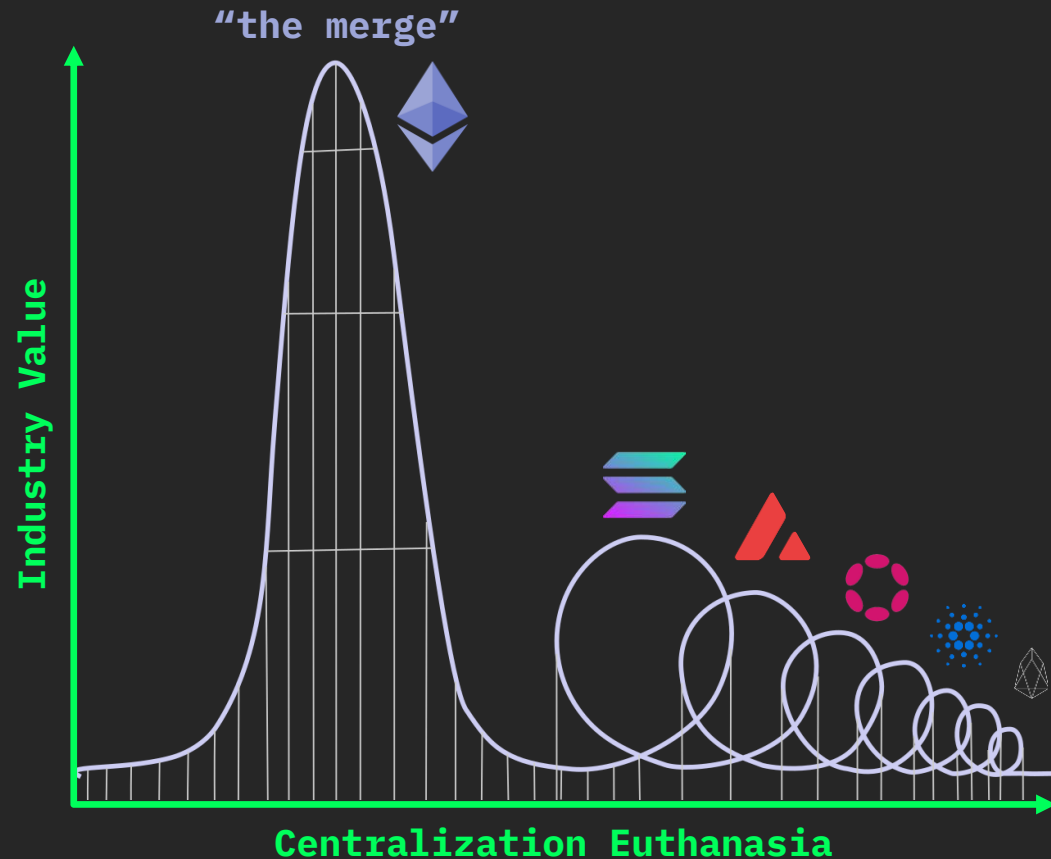 “the merge”
Industry Value
Centralization Euthanasia